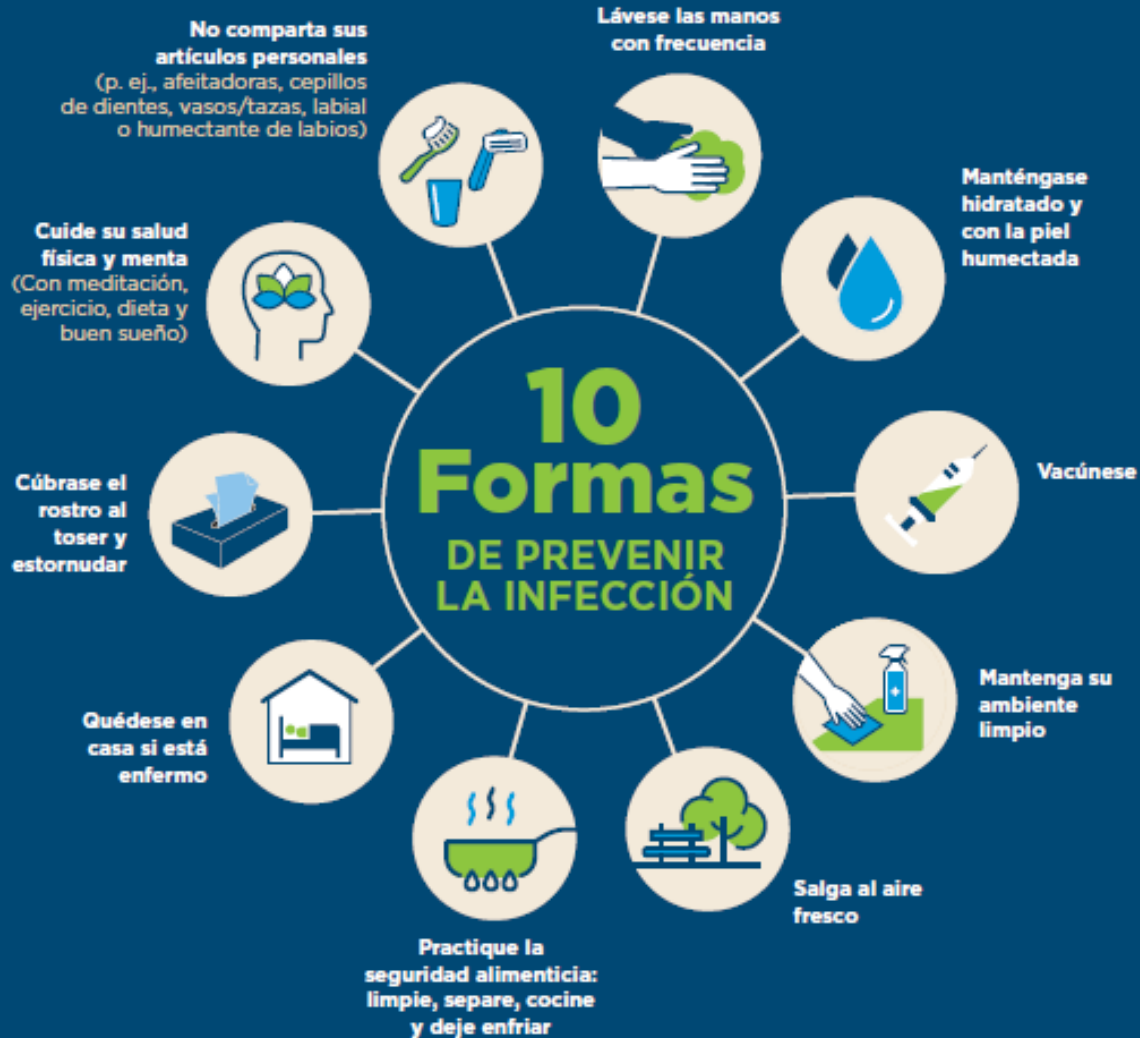 10
Formas
DE PREVENIR
LA INFECCIÓN
Lávese las manos
con frecuencia
Manténgase
hidratado y
con la piel
humectada
Vacúnese
Mantenga su
ambiente
limpio
Salga al aire
fresco
Practique la
seguridad alimenticia:
limpie, separe, cocine
y deje enfriar
Quédese en
casa si está
enfermo
Cúbrase el
rostro al
toser y
estornudar
Cuide su salud
física y menta
(Con meditación,
ejercicio, dieta y
buen sueño)
No comparta sus
artículos personales
(p. ej., afeitadoras, cepillos
de dientes, vasos/tazas, labial
o humectante de labios)